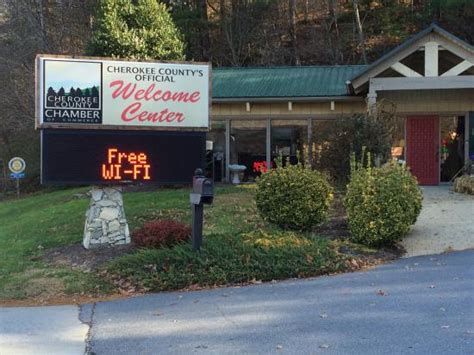 CHEROKEE COUNTY'S
OFFICIAL
Welcome
Center
CHEROKEE
COUNTY
CHAMBER
OF COMMERCE
Free
WI-FI